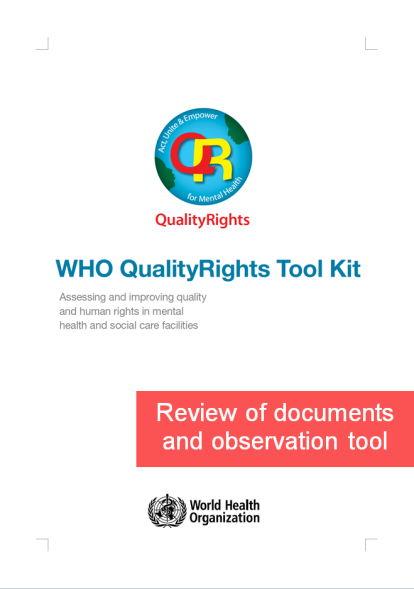 Act, Unite & Empower
QR
for Mental Health
QualityRights
WHO QualityRights Tool Kit
Assessing and improving quality
and human rights in mental
health and social care facilities
Review of documents
and observation tool
World Health
Organization